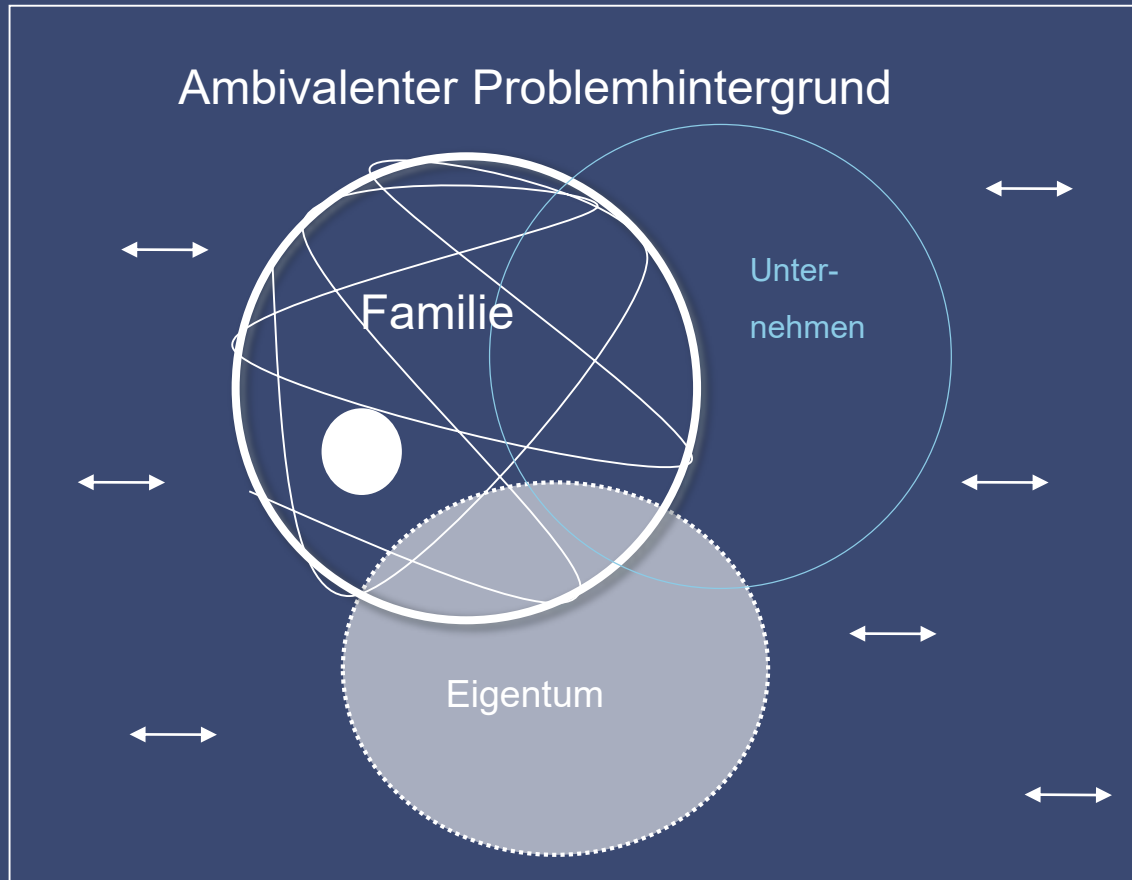 Ambivalenter Problemhintergrund
Familie
Unter-
nehmen
Eigentum